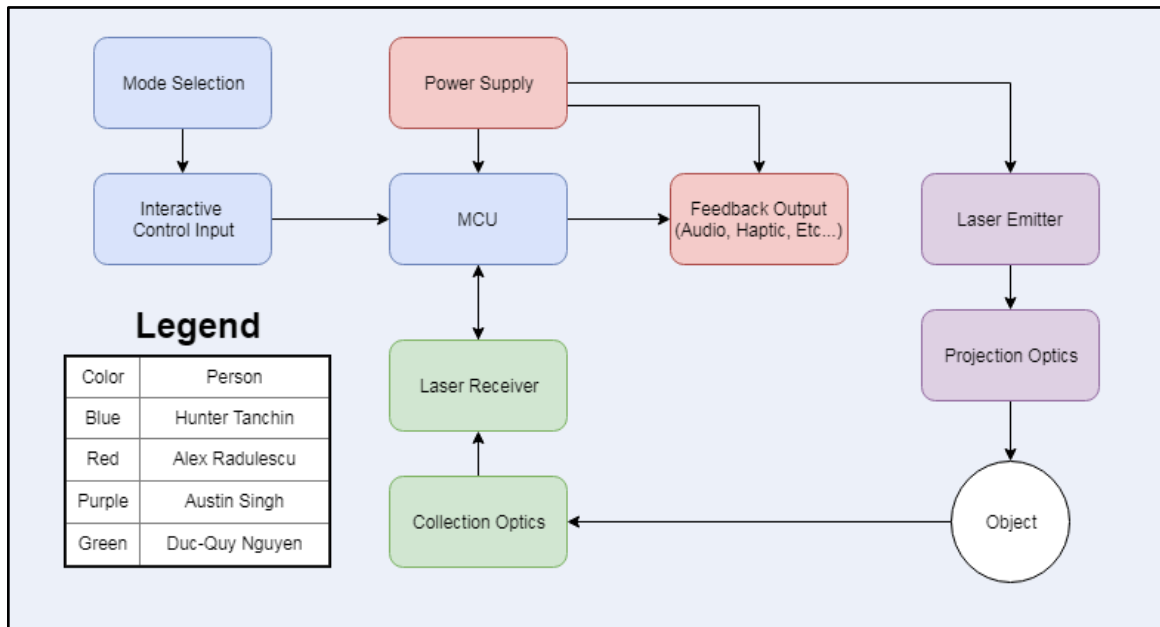 Mode Selection
Power Supply
Interactive
Control Input
MCU
Feedback Output
(Audio, Haptic, Etc...)
Laser Emitter
Legend
Color Person
Blue Hunter Tanchin
Red Alex Radulescu
Purple Austin Singh
Green Duc-Quy Nguyen
Laser Receiver
Projection Optics
Collection Optics
Object